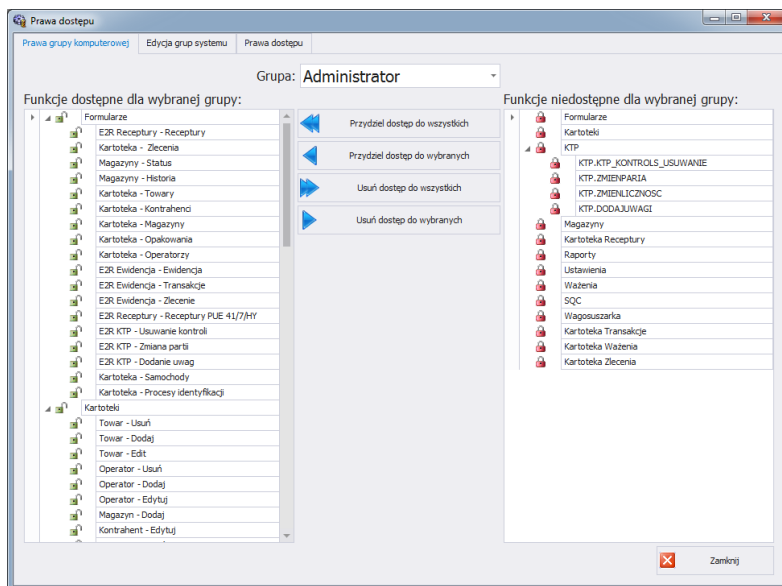 Prawa dostępu
Prawa grupy komputerowej Edycja grup systemu Prawa dostępu
Grupa: Administrator
Funkcje dostępne dla wybranej grupy:
Formularze
E2R Receptury - Receptury
Kartoteka - Zlecenia
Magazyny - Status
Magazyny - Historia
Kartoteka - Towary
Kartoteka - Kontrahenci
Kartoteka - Magazyny
Kartoteka - Opakowania
Kartoteka - Operatorzy
E2R Ewidencja - Ewidencja
E2R Ewidencja - Transakcje
E2R Ewidencja - Zlecenie
E2R Receptury - Receptury PUE 41/7/HY
E2R KTP - Usuwanie kontroli
E2R KTP - Zmiana partii
E2R KTP - Dodanie uwag
Kartoteka - Samochody
Kartoteka - Procesy identyfikacji
Kartoteki
Towar - Usuń
Towar - Dodaj
Towar - Edit
Operator - Usuń
Operator - Dodaj
Operator - Edytuj
Magazyn - Dodaj
Kontrahent - Edytuj
Przydziel dostęp do wszystkich
Przydziel dostęp do wybranych
Usuń dostęp do wszystkich
Usuń dostęp do wybranych
Funkcje niedostępne dla wybranej grupy:
Formularze
Kartoteki
KTP
KTP.KTP_KONTROLS_USUWANIE
KTP.ZMIENPARIA
KTP.ZMIENLICZNOSC
KTP.DODAJUWAGI
Magazyny
Kartoteka Receptury
Raporty
Ustawienia
Ważenia
SQC
Wagosuszarka
Kartoteka Transakcje
Kartoteka Ważenia
Kartoteka Zlecenia
Zamknij